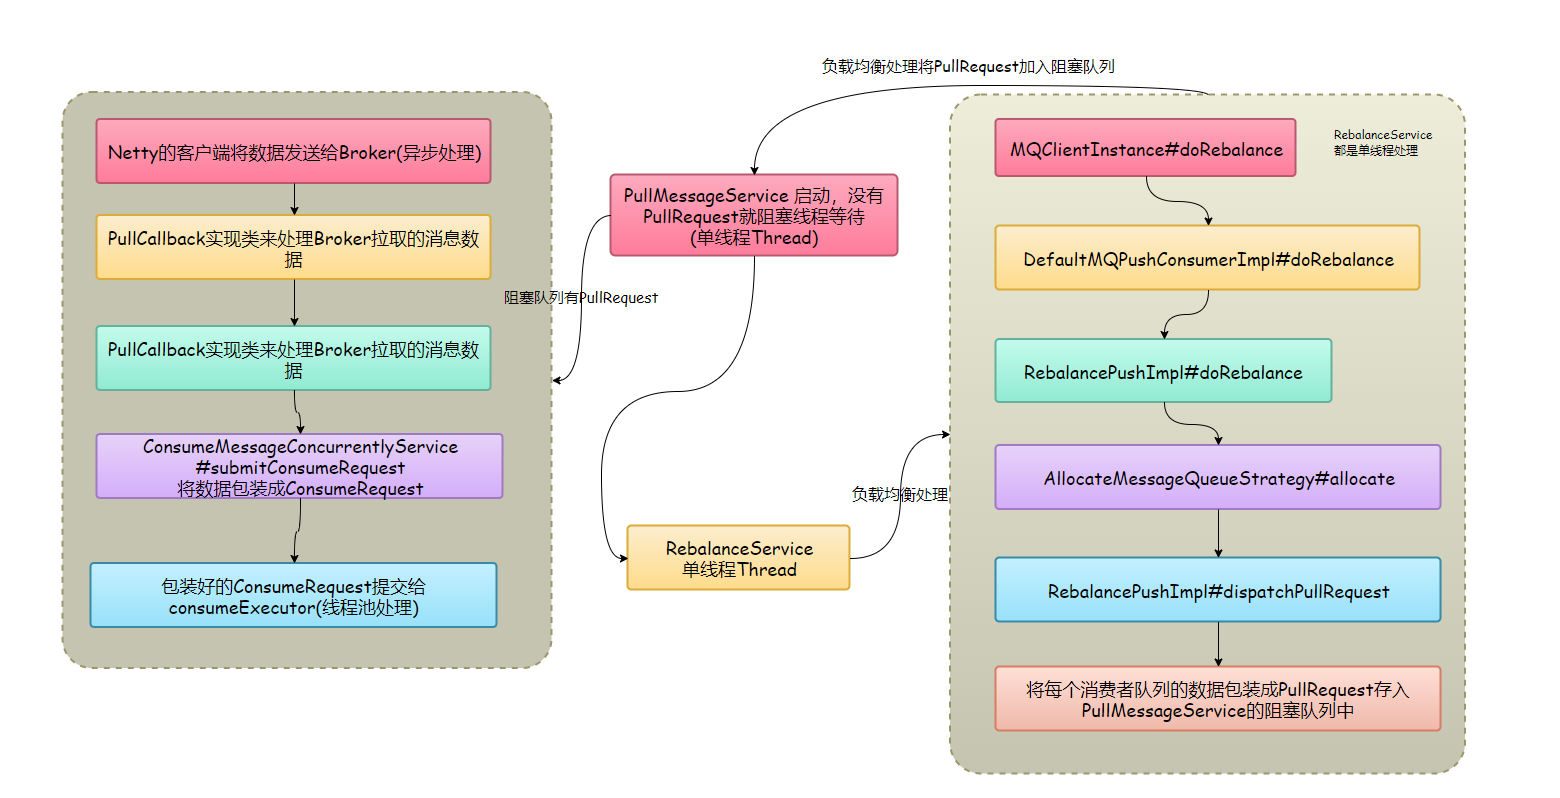 负载均衡处理将PullRequest加入阻塞队列
Netty的客户端将数据发送给Broker(异步处理)
PullCallback实现类来处理Broker拉取的消息数
据
PullCallback实现类来处理Broker拉取的消息数
据
ConsumeMessageConcurrentlyService
#submitConsumeRequest
将数据包装成ConsumeRequest
包装好的ConsumeRequest提交给
consumeExecutor(线程池处理)
PullMessageService 启动，没有
PullRequest就阻塞线程等待
(单线程Thread)
阻塞队列有PullRequest
RebalanceService
单线程Thread
负载均衡处理
MQClientInstance#doRebalance
RebalanceService
都是单线程处理
DefaultMQPushConsumerImpl#doRebalance
RebalancePushImpl#doRebalance
AllocateMessageQueueStrategy#allocate
RebalancePushImpl#dispatchPullRequest
将每个消费者队列的数据包装成PullRequest存入
PullMessageService的阻塞队列中